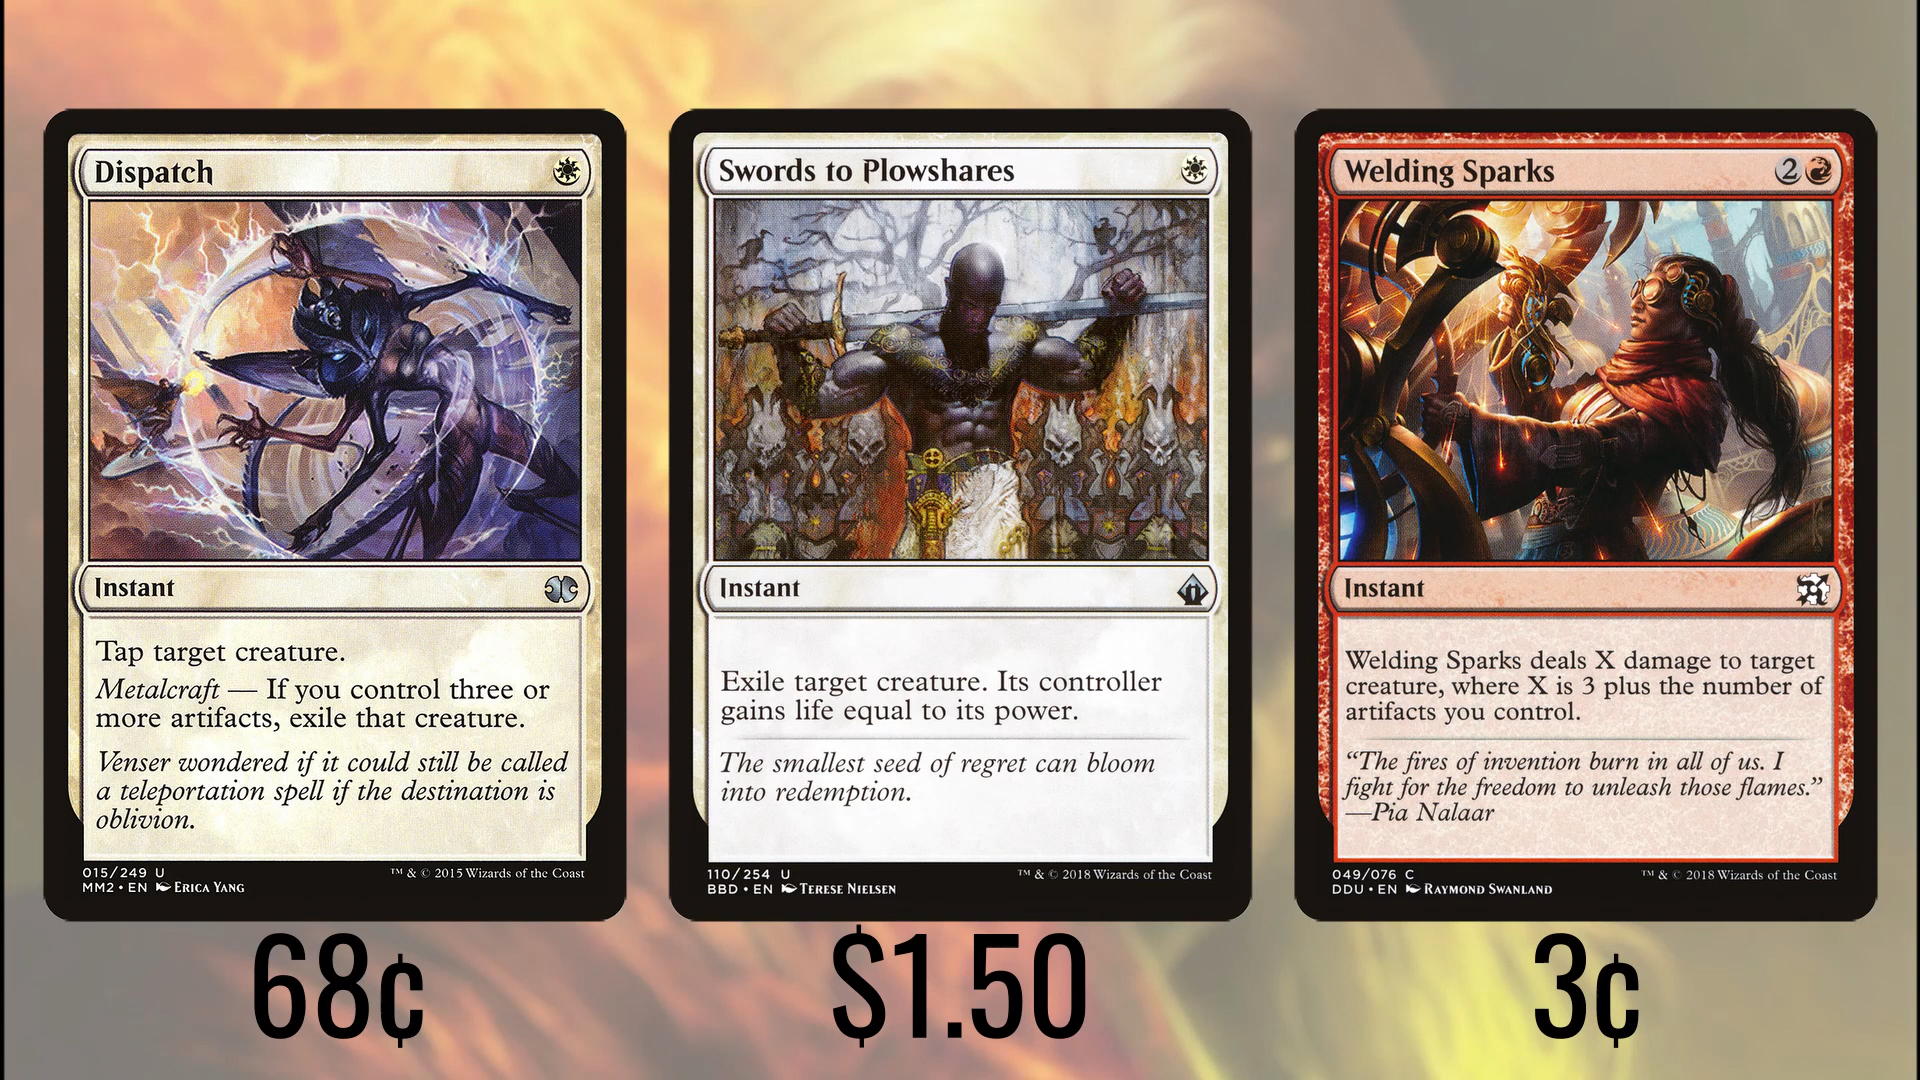 Dispatch
Instant
Tap target creature.
Metalcraft — If you control three or
more artifacts, exile that creature.
Venser wondered if it could still be called
a teleportation spell if the destination is
oblivion.
015/249 U
MM2 • EN Erica Yang
™ & © 2015 Wizards of the Coast
68¢
Swords to Plowshares
Instant
Exile target creature. Its controller
gains life equal to its power.
The smallest seed of regret can bloom
into redemption.
110/254 U
BBD • EN Terese Nielsen
™ & © 2018 Wizards of the Coast
$1.50
Welding Sparks
2
Instant
Welding Sparks deals X damage to target
creature, where X is 3 plus the number of
artifacts you control.
“The fires of invention burn in all of us. I
fight for the freedom to unleash those flames.”
—Pia Nalaar
049/076 C
DDU • EN Raymond Swanland
™ & © 2018 Wizards of the Coast
3¢